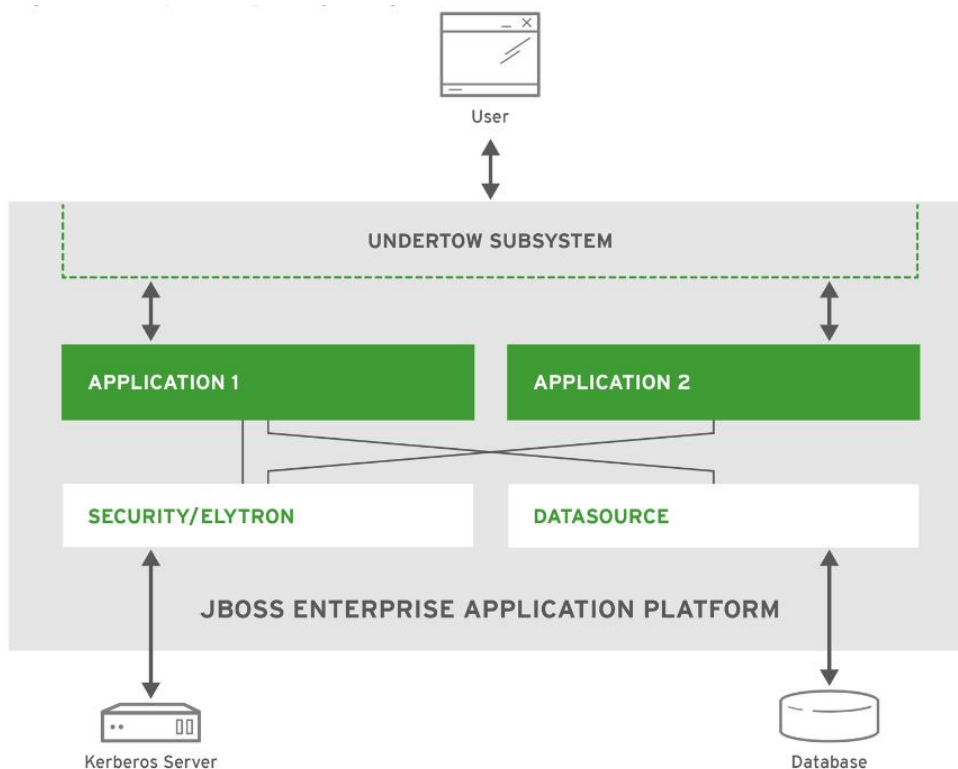 User
UNDERTOW SUBSYSTEM
APPLICATION 1
APPLICATION 2
SECURITY/ELYTRON
DATASOURCE
JBOSS ENTERPRISE APPLICATION PLATFORM
Kerberos Server
Database